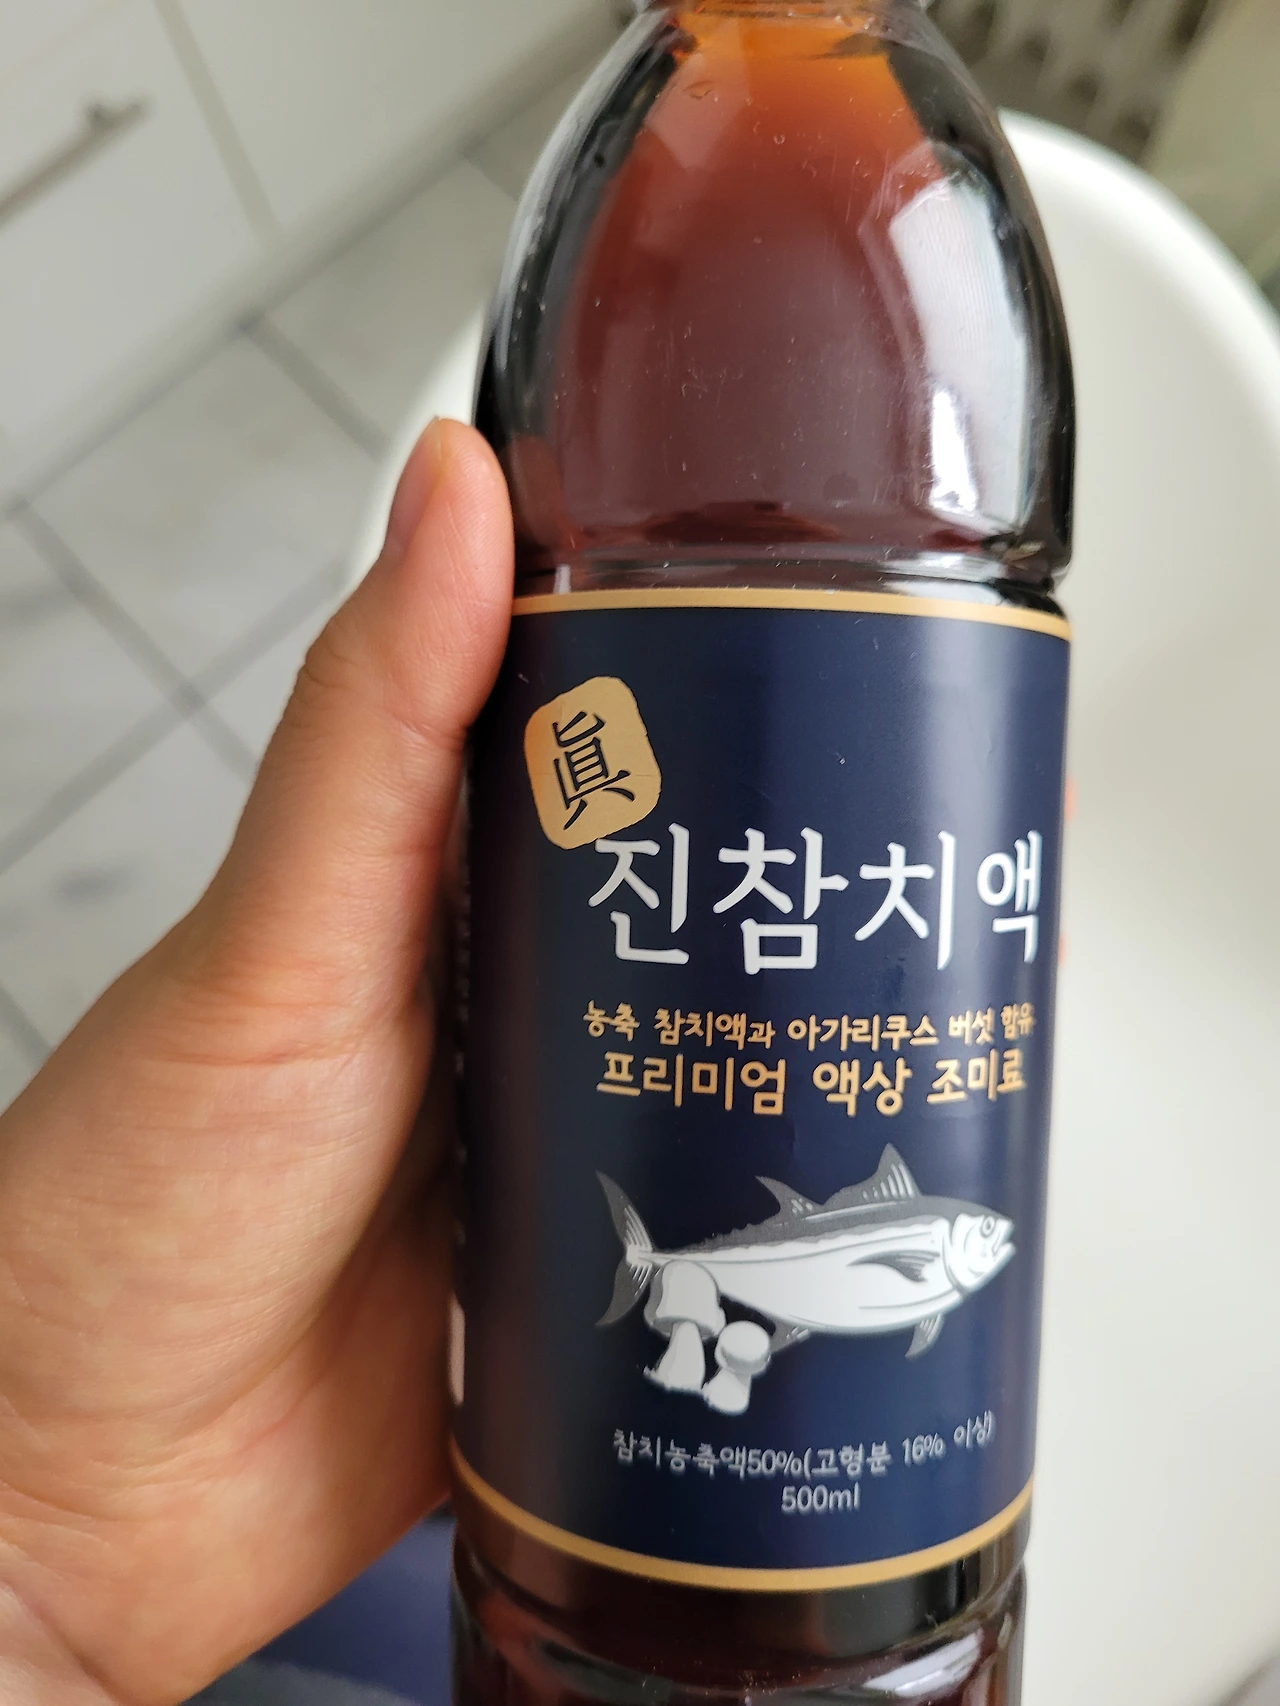 眞
진참치액
농축 참치액과 아가리쿠스 버섯 함유
프리미엄 액상 조미료
참치농축액50%(고형분 16% 이상)
500ml